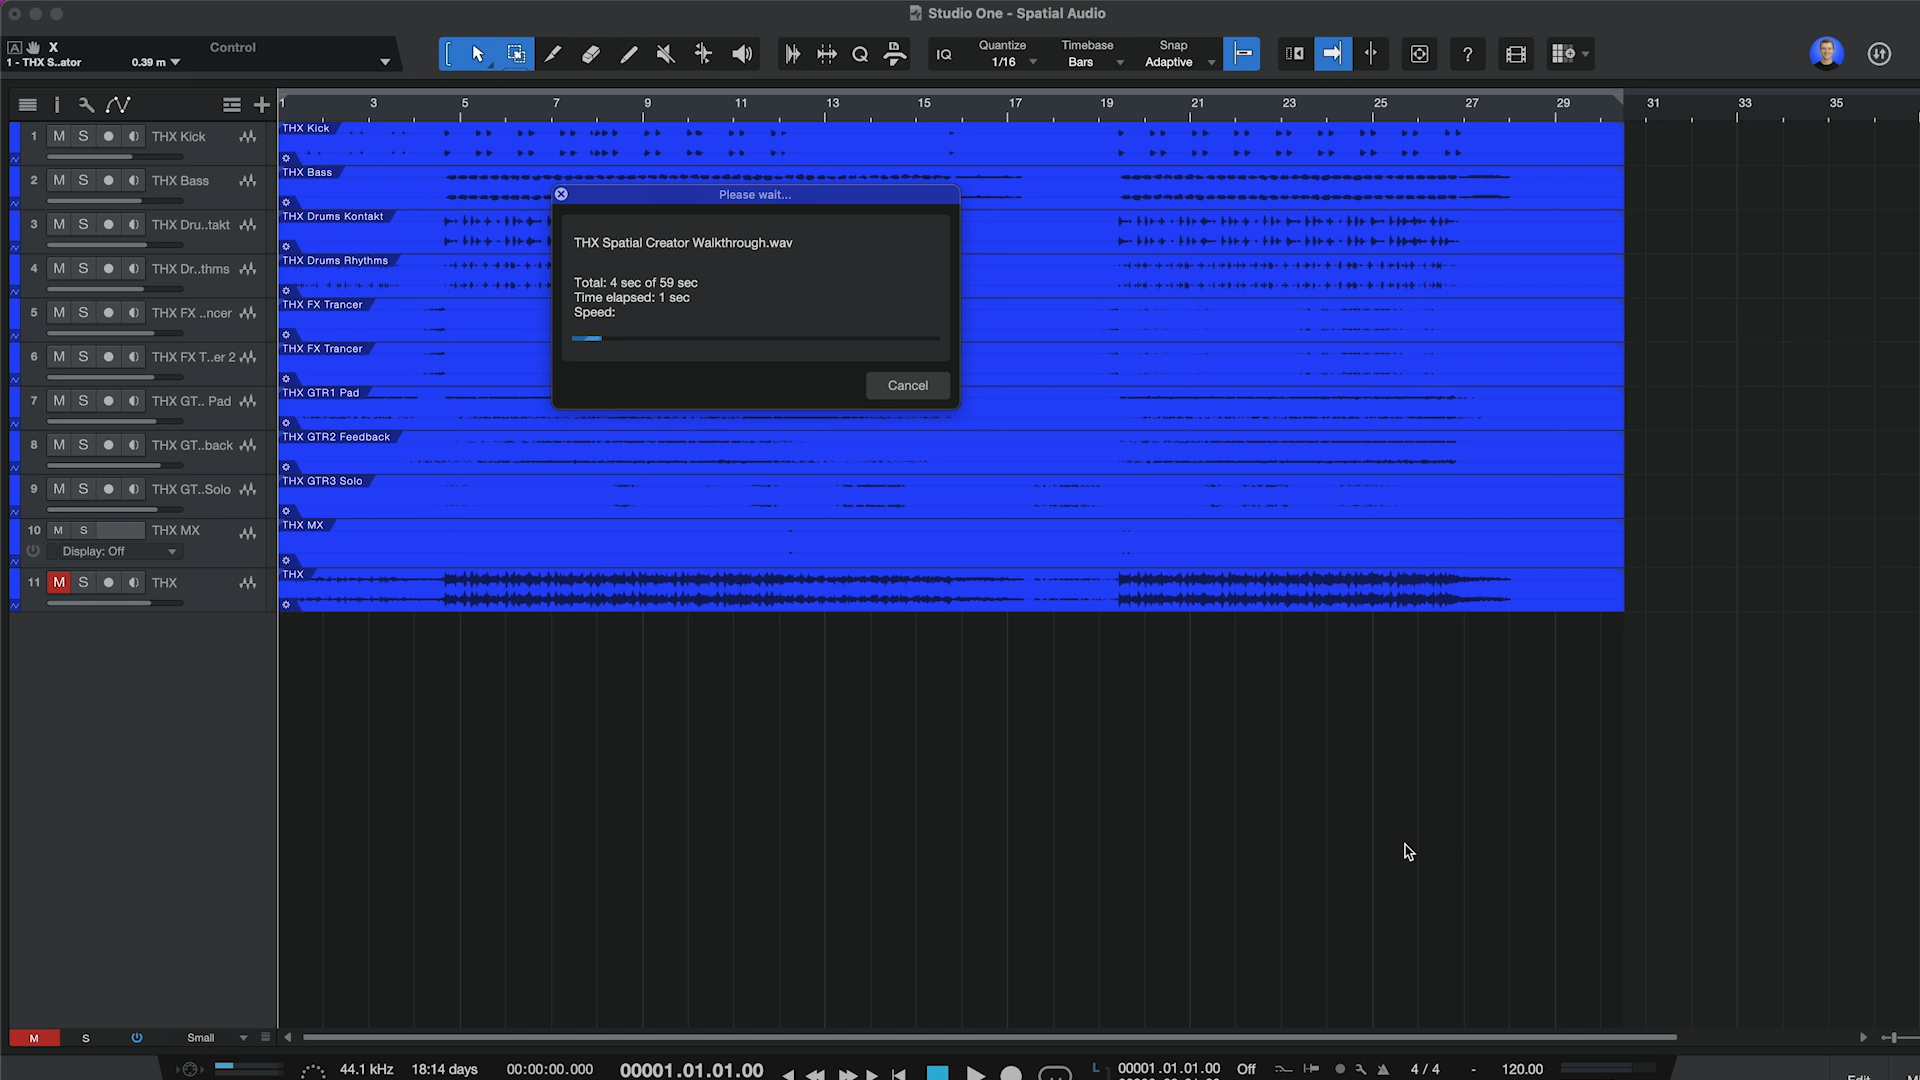 Studio One - Spatial Audio
A X Control
1 - THX S..ator 0.39 m
IQ Quantize Timebase Snap
1/16 Bars Adaptive ?
1 3 5 7 9 11 13 15 17 19 21 23 25 27 29 31 33 35
1 M S THX Kick
THX Kick
2 M S THX Bass
THX Bass
3 M S THX Dru..takt
THX Drums Kontakt
4 M S THX Dr..thms
THX Drums Rhythms
5 M S THX FX ..ncer
THX FX Trancer
6 M S THX FX T..er 2
THX FX Trancer
7 M S THX GT.. Pad
THX GTR1 Pad
8 M S THX GT..back
THX GTR2 Feedback
9 M S THX GT..Solo
THX GTR3 Solo
10 M S THX MX
Display: Off
THX MX
11 M S THX
THX
Please wait...
THX Spatial Creator Walkthrough.wav
Total: 4 sec of 59 sec
Time elapsed: 1 sec
Speed:
Cancel
M S Small
44.1 kHz 18:14 days 00:00:00.000 00001.01.01.00 L 00001.01.01.00 Off 4 / 4 - 120.00
Edit